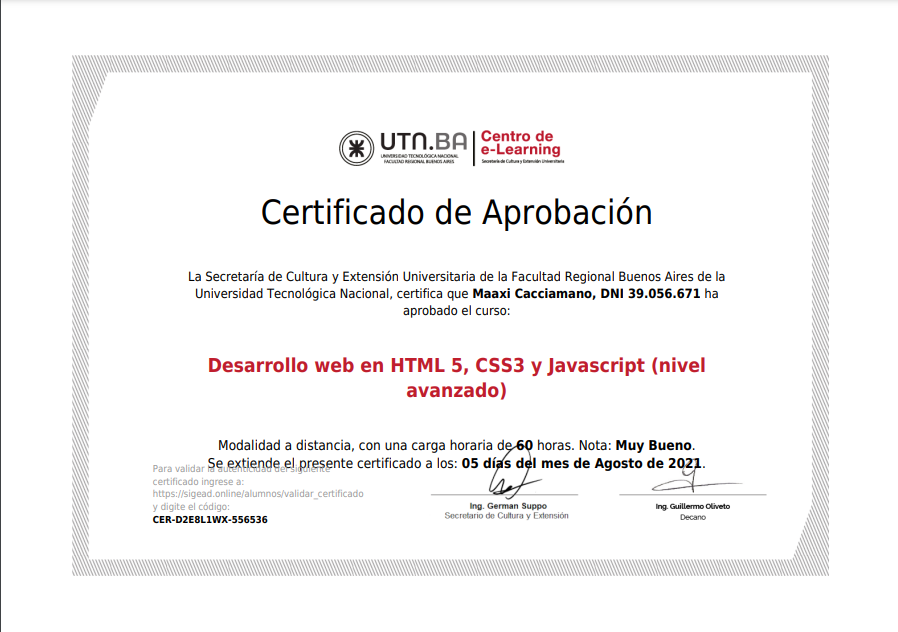 UTN.BA
UNIVERSIDAD TECNOLÓGICA NACIONAL
FACULTAD REGIONAL BUENOS AIRES
Centro de
e-Learning
Secretaría de Cultura y Extensión Universitaria
Certificado de Aprobación
La Secretaría de Cultura y Extensión Universitaria de la Facultad Regional Buenos Aires de la
Universidad Tecnológica Nacional, certifica que Maaxi Cacciamano, DNI 39.056.671 ha
aprobado el curso:
Desarrollo web en HTML 5, CSS3 y Javascript (nivel
avanzado)
Modalidad a distancia, con una carga horaria de 60 horas. Nota: Muy Bueno.
Se extiende el presente certificado a los: 05 días del mes de Agosto de 2021.
Para validar la autenticidad del siguiente
certificado ingrese a:
https://sigead.online/alumnos/validar_certificado
y digite el código:
CER-D2E8L1WX-556536
Ing. German Suppo
Secretario de Cultura y Extensión
Ing. Guillermo Oliveto
Decano